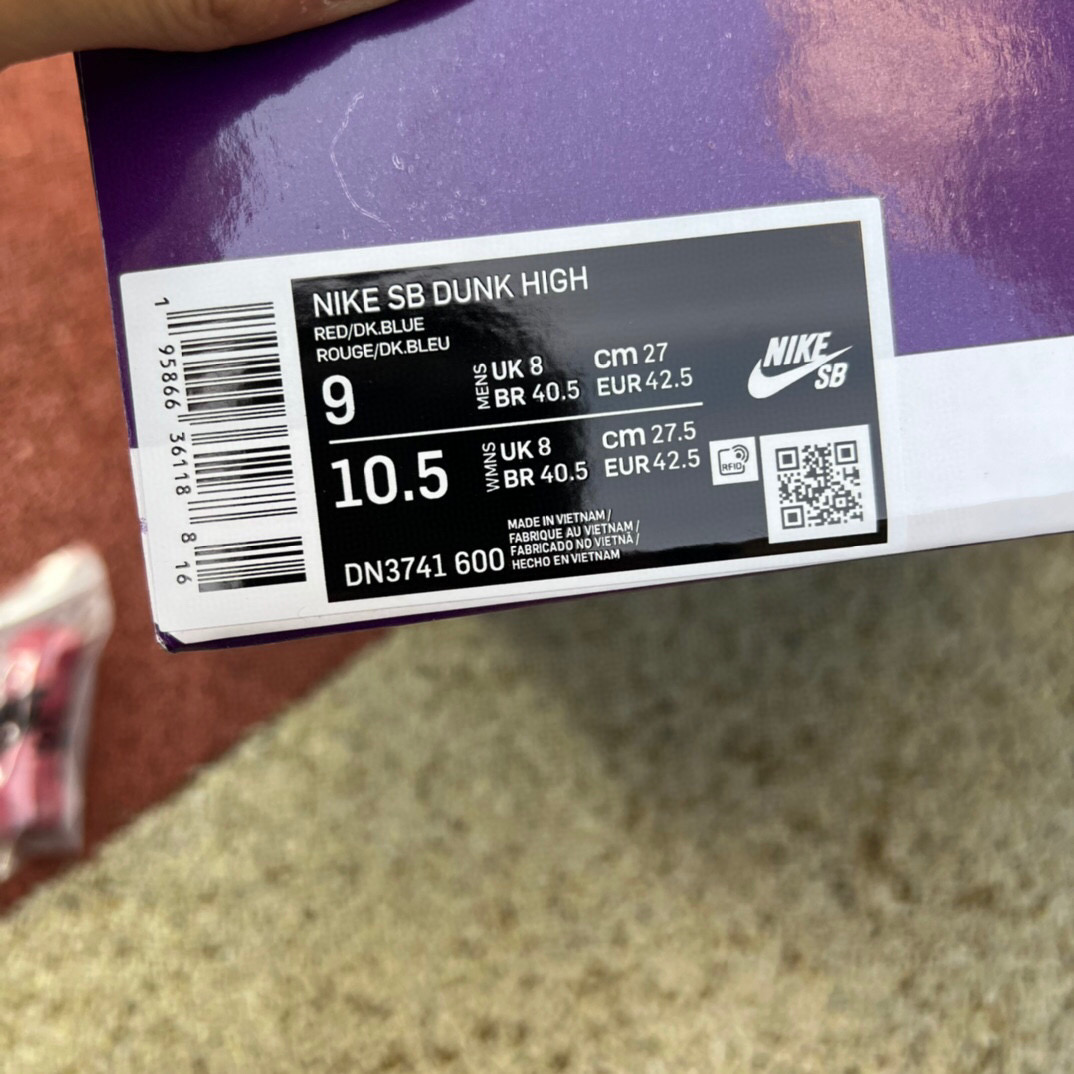 NIKE SB DUNK HIGH
RED/DK.BLUE
ROUGE/DK.BLEU
9
MENS
UK 8 cm 27
BR 40.5 EUR 42.5
10.5
WMNS
UK 8 cm 27.5
BR 40.5 EUR 42.5
MADE IN VIETNAM /
FABRIQUE AU VIETNAM /
FABRICADO NO VIETNÃ /
HECHO EN VIETNAM
DN3741 600
NIKE
SB
RFID
1 95866 36118 8 16